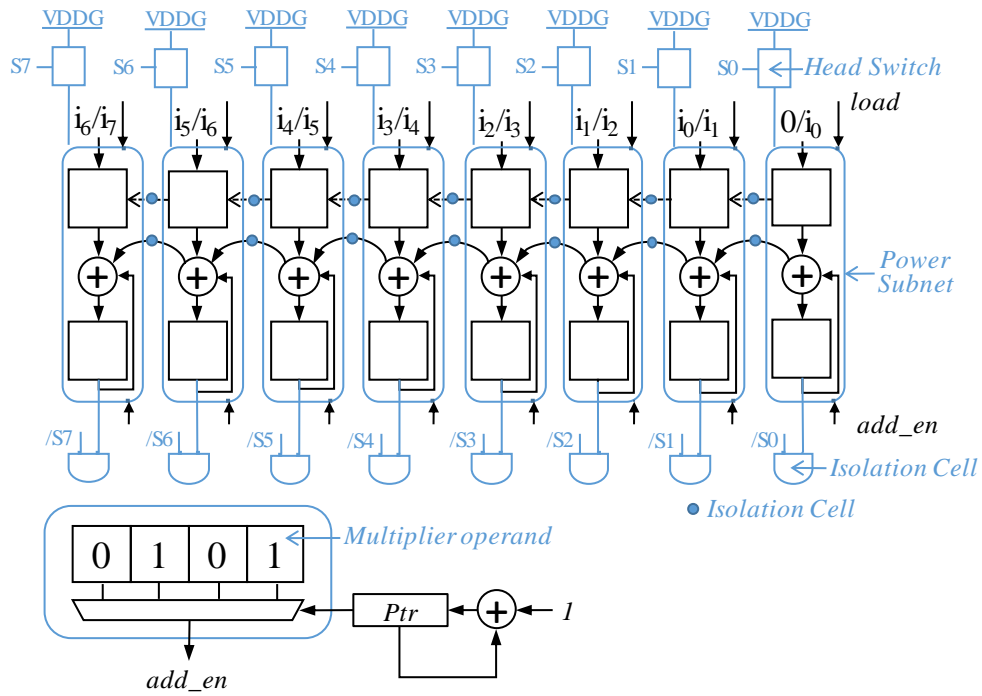 VDDG VDDG VDDG VDDG VDDG VDDG VDDG VDDG
S7 S6 S5 S4 S3 S2 S1 S0 Head Switch
i6/i7 i5/i6 i4/i5 i3/i4 i2/i3 i1/i2 i0/i1 0/i0 load
+ + + + + + + +
Power
Subnet
/S7 /S6 /S5 /S4 /S3 /S2 /S1 /S0 add_en
Isolation Cell
Isolation Cell
0 1 0 1 Multiplier operand
Ptr + 1
add_en